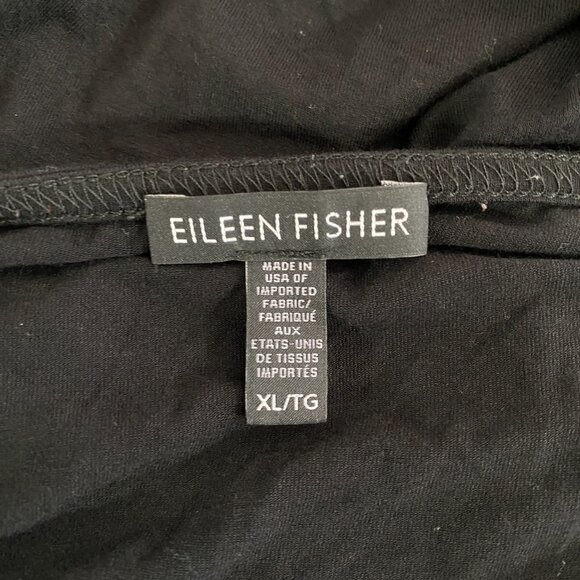 EILEEN FISHER
MADE IN
USA OF
IMPORTED
FABRIC/
FABRIQUÉ
AUX
ETATS-UNIS
DE TISSUS
IMPORTÉS
XL/TG